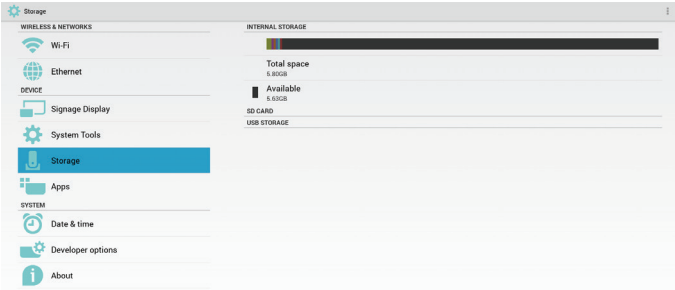 Storage
WIRELESS & NETWORKS
Wi-Fi
Ethernet
DEVICE
Signage Display
System Tools
Storage
Apps
SYSTEM
Date & time
Developer options
About
INTERNAL STORAGE
Total space
5.80GB
Available
5.63GB
SD CARD
USB STORAGE